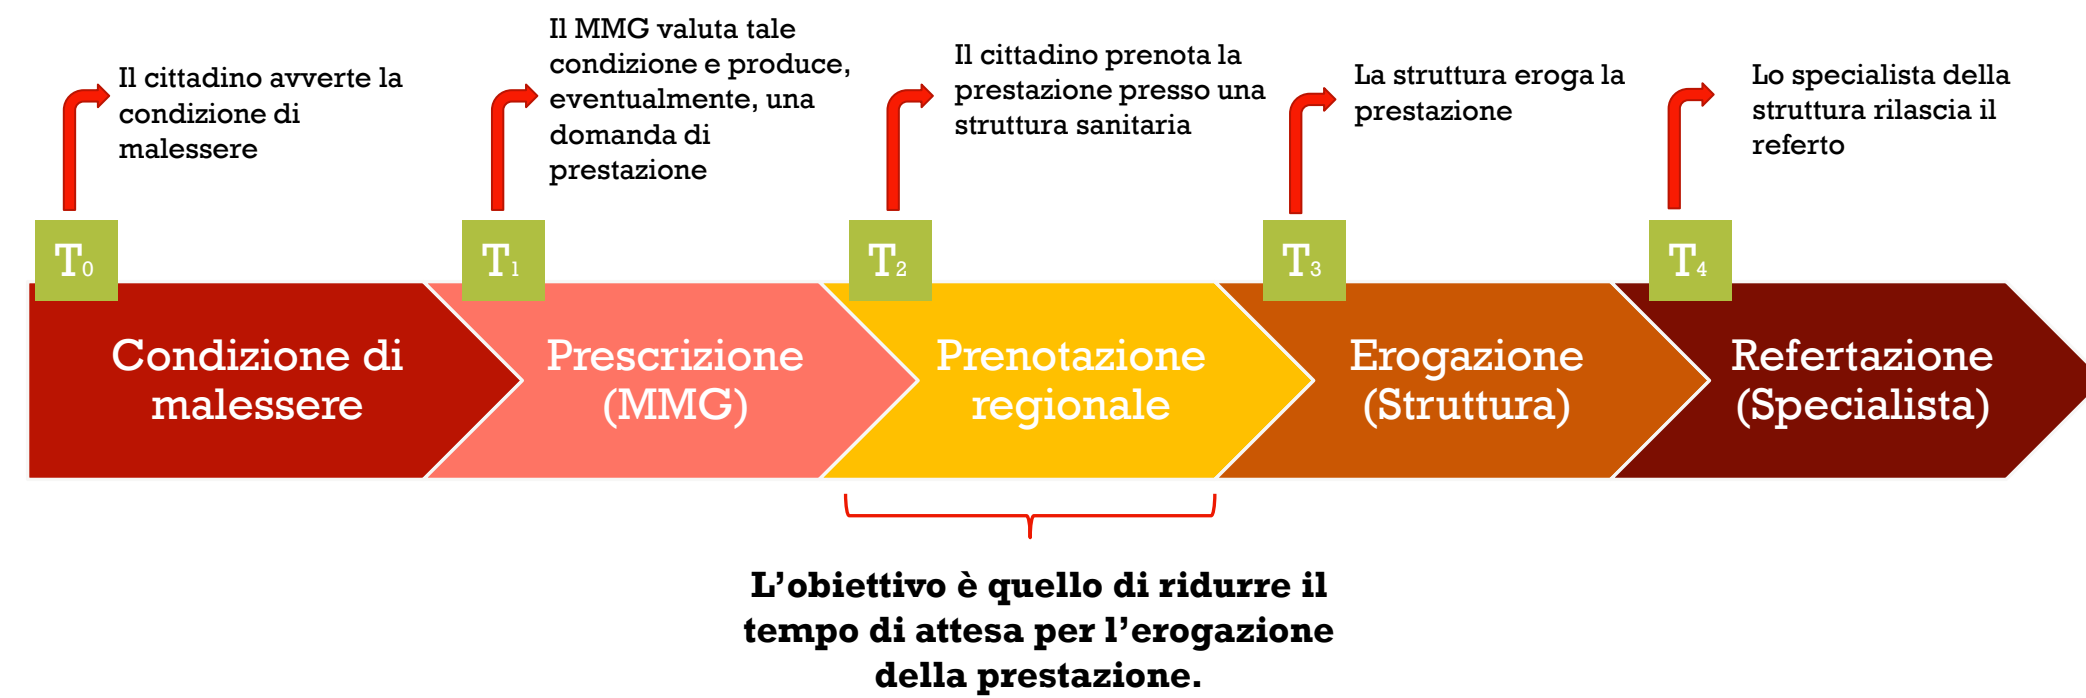 Il cittadino avverte la
condizione di
malessere
Il MMG valuta tale
condizione e produce,
eventualmente, una
domanda di
prestazione
Il cittadino prenota la
prestazione presso una
struttura sanitaria
La struttura eroga la
prestazione
Lo specialista della
struttura rilascia il
referto
T0
T1
T2
T3
T4
Condizione di
malessere
Prescrizione
(MMG)
Prenotazione
regionale
Erogazione
(Struttura)
Refertazione
(Specialista)
L’obiettivo è quello di ridurre il
tempo di attesa per l’erogazione
della prestazione.